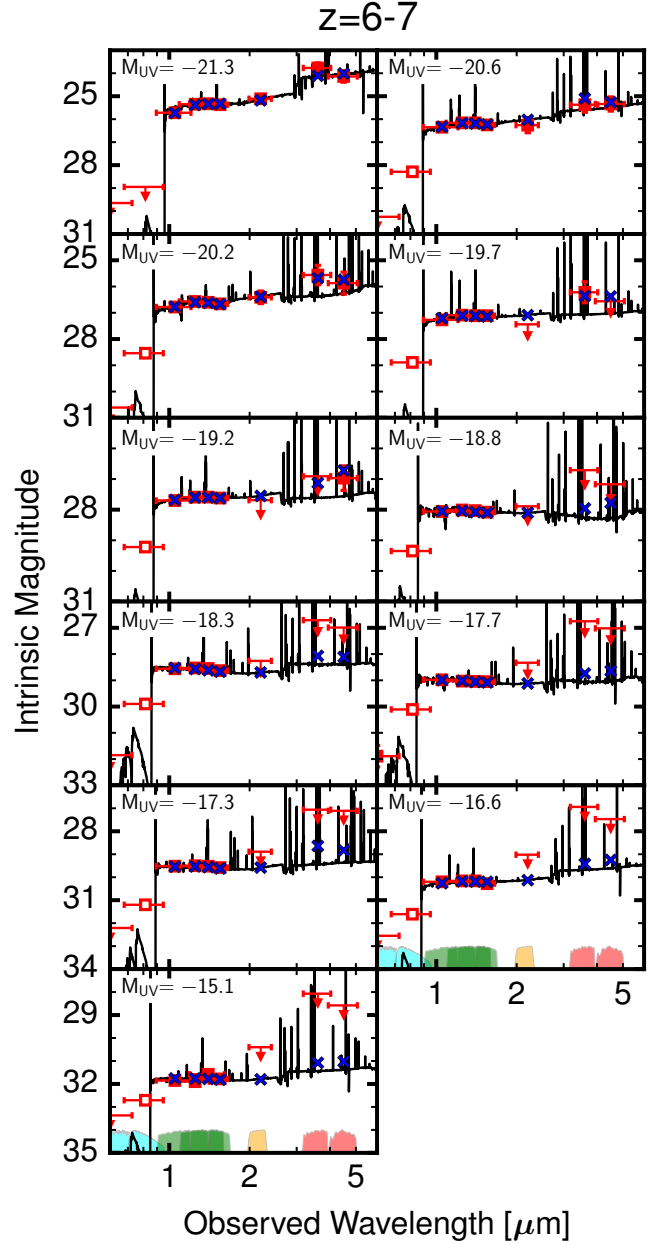 z=6-7
M_UV= −21.3
M_UV= −20.6
25
28
31
M_UV= −20.2
M_UV= −19.7
25
28
31
M_UV= −19.2
M_UV= −18.8
28
31
M_UV= −18.3
M_UV= −17.7
27
30
33
M_UV= −17.3
M_UV= −16.6
28
31
34
M_UV= −15.1
29
32
35
1
2
5
1
5
Intrinsic Magnitude
Observed Wavelength [μm]